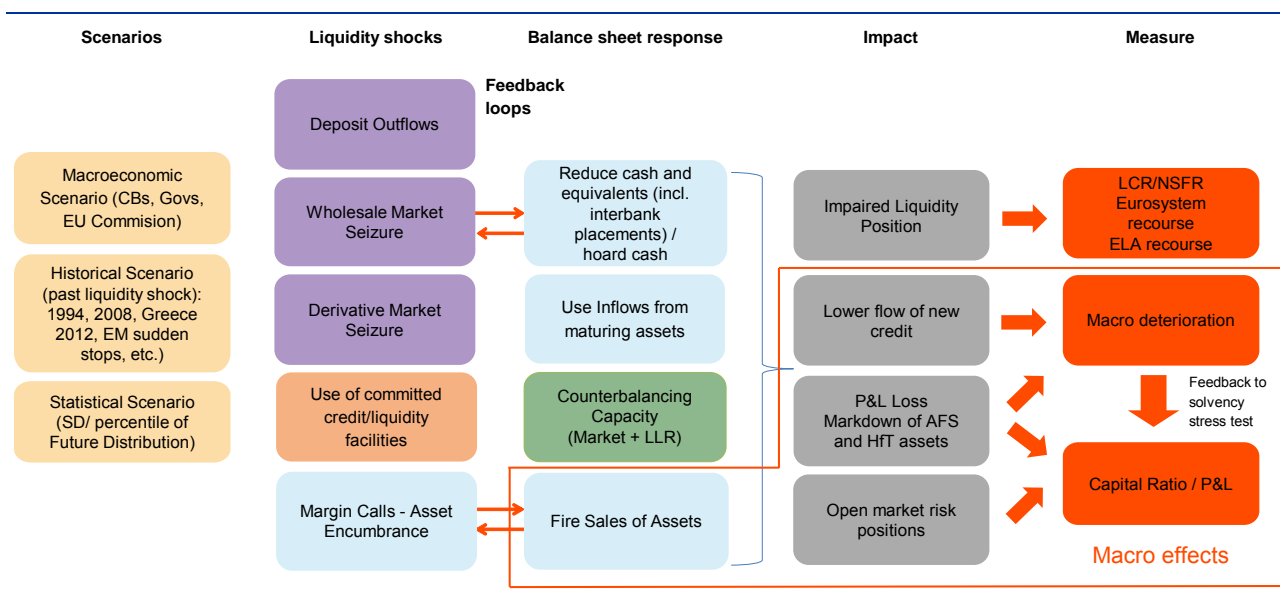 Scenarios
Liquidity shocks
Balance sheet response
Impact
Measure
Macroeconomic
Scenario (CBs, Govs,
EU Commision)
Historical Scenario
(past liquidity shock):
1994, 2008, Greece
2012, EM sudden
stops, etc.)
Statistical Scenario
(SD/ percentile of
Future Distribution)
Deposit Outflows
Wholesale Market
Seizure
Derivative Market
Seizure
Use of committed
credit/liquidity
facilities
Margin Calls - Asset
Encumbrance
Feedback
loops
Reduce cash and
equivalents (incl.
interbank
placements) /
hoard cash
Use Inflows from
maturing assets
Counterbalancing
Capacity
(Market + LLR)
Fire Sales of Assets
Impaired Liquidity
Position
Lower flow of new
credit
P&L Loss
Markdown of AFS
and HfT assets
Open market risk
positions
LCR/NSFR
Eurosystem
recourse
ELA recourse
Macro deterioration
Feedback to
solvency
stress test
Capital Ratio / P&L
Macro effects